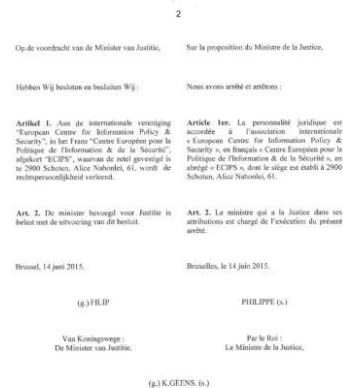 2
Op de voordracht van de Minister van Justitie,
Hebben Wij besloten en besluiten Wij :
Artikel 1. Aan de internationale vereniging
"European Centre for Information Policy &
Security", in het Frans "Centre Européen pour la
Politique de l'Information & de la Sécurité",
afgekort "ECIPS", waarvan de zetel gevestigd is
te 2900 Schoten, Alice Nahonlei, 61, wordt de
rechtspersoonlijkheid verleend.
Art. 2. De minister bevoegd voor Justitie is
belast met de uitvoering van dit besluit.
Brussel, 14 juni 2015.
(g.) FILIP
Van Koningswege :
De Minister van Justitie,
Sur la proposition du Ministre de la Justice,
Nous avons arrêté et arrêtons :
Article 1er. La personnalité juridique est
accordée à l'association internationale
« European Centre for Information Policy &
Security », en français « Centre Européen pour la
Politique de l'Information & de la Sécurité », en
abrégé « ECIPS », dont le siège est établi à 2900
Schoten, Alice Nahonlei, 61.
Art. 2. Le ministre qui a la Justice dans ses
attributions est chargé de l'exécution du présent
arrêté.
Bruxelles, le 14 juin 2015.
PHILIPPE (s.)
Par le Roi :
Le Ministre de la Justice,
(g.) K.GEENS. (s.)